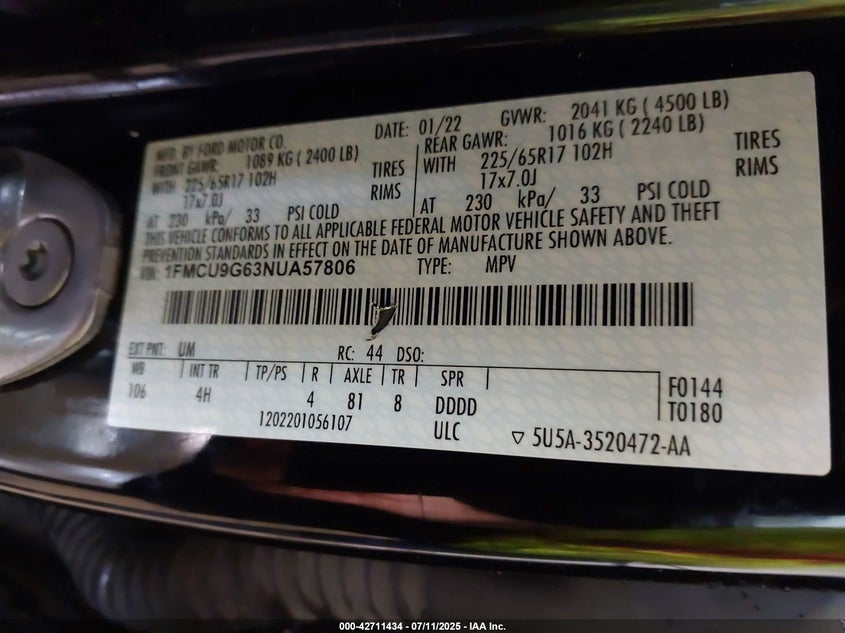 MFD. BY FORD MOTOR CO. DATE: 01/22 GVWR: 2041 KG ( 4500 LB)
FRONT GAWR: 1089 KG ( 2400 LB) REAR GAWR: 1016 KG ( 2240 LB)
WITH 225/65R17 102H TIRES WITH 225/65R17 102H TIRES
17x7.0J RIMS 17x7.0J RIMS
AT 230 kPa/ 33 PSI COLD AT 230 kPa/ 33 PSI COLD
THIS VEHICLE CONFORMS TO ALL APPLICABLE FEDERAL MOTOR VEHICLE SAFETY AND THEFT
PREVENTION STANDARDS IN EFFECT ON THE DATE OF MANUFACTURE SHOWN ABOVE.
VIN: 1FMCU9G63NUA57806 TYPE: MPV
EXT PNT: UM RC: 44 DSO:
WB INT TR TP/PS R AXLE TR SPR F0144
106 4H 4 81 8 DDDD T0180
1202201056107 ULC ▽ 5U5A-3520472-AA
000-42711434 - 07/11/2025 - IAA Inc.